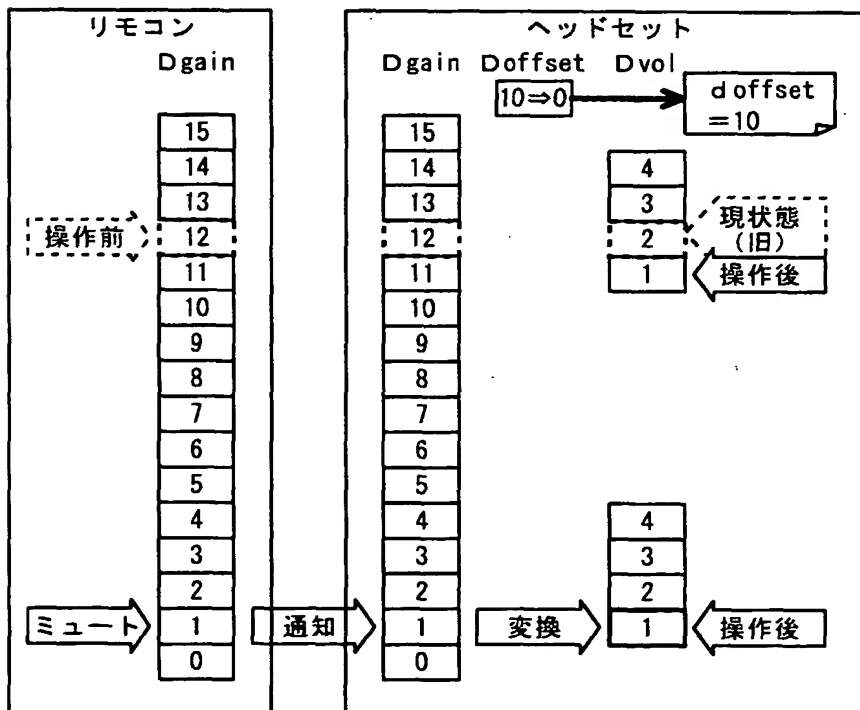 リモコン ヘッドセット
Dgain Dgain Doffset Dvol
10⇒0 doffset
=10
15 15
14 14 4
13 13 3
操作前 12 12 2 現状態
(旧)
11 11 1 操作後
10 10
9 9
8 8
7 7
6 6
5 5
4 4 4
3 3 3
2 2 2
ミュート 1 通知 1 変換 1 操作後
0 0